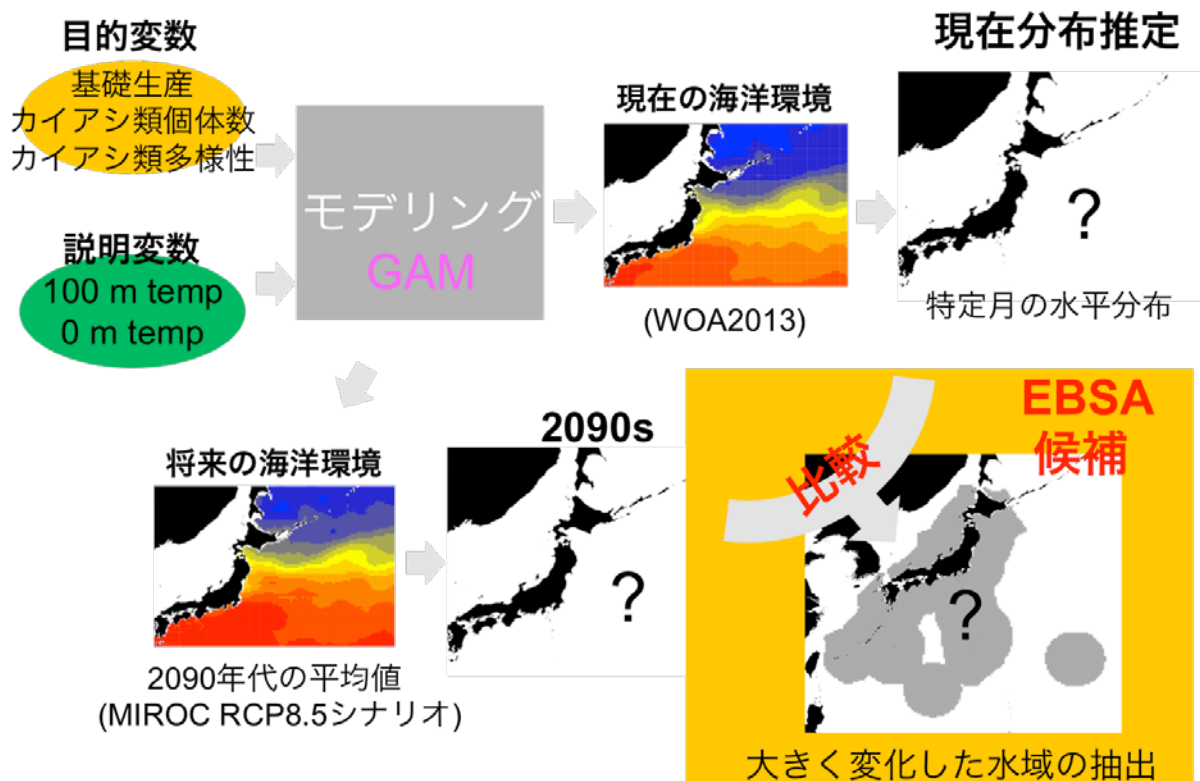 目的変数
基礎生産
カイアシ類個体数
カイアシ類多様性
説明変数
100 m temp
0 m temp
モデリング
GAM
現在の海洋環境
(WOA2013)
現在分布推定
?
特定月の水平分布
将来の海洋環境
2090年代の平均値
(MIROC RCP8.5シナリオ)
2090s
?
比較
EBSA
候補
?
大きく変化した水域の抽出